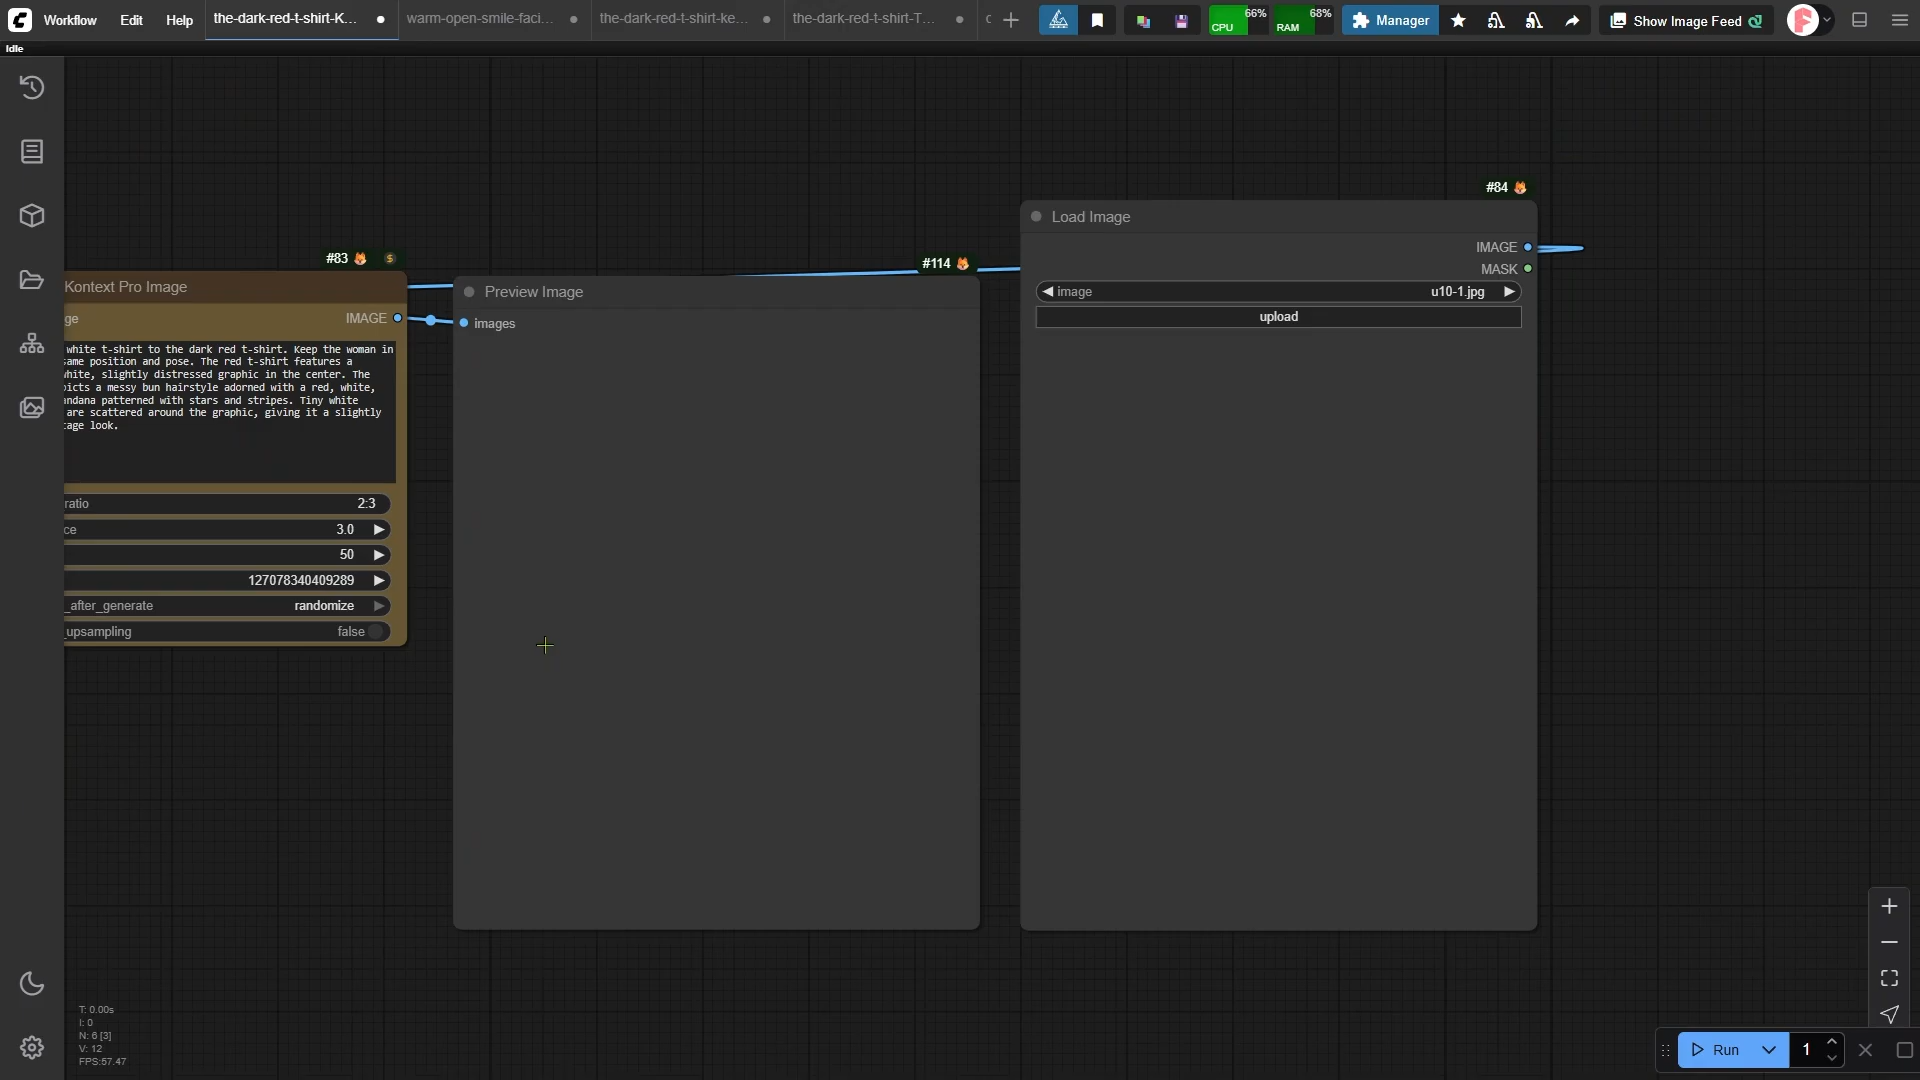 Workflow
Edit
Help
the-dark-red-t-shirt-K...
warm-open-smile-faci...
the-dark-red-t-shirt-ke...
the-dark-red-t-shirt-T...
CPU
66%
RAM
68%
Manager
Show Image Feed
Idle
#84
Load Image
IMAGE
MASK
image
u10-1.jpg
upload
#114
Preview Image
images
#83
Kontext Pro Image
ge
IMAGE
white t-shirt to the dark red t-shirt. Keep the woman in
same position and pose. The red t-shirt features a
white, slightly distressed graphic in the center. The
picts a messy bun hairstyle adorned with a red, white,
andana patterned with stars and stripes. Tiny white
are scattered around the graphic, giving it a slightly
tage look.
ratio
2:3
ce
3.0
50
127078340409289
_after_generate
randomize
_upsampling
false
T: 0.00s
I: 0
N: 6 [3]
V: 12
FPS:57.47
Run
1